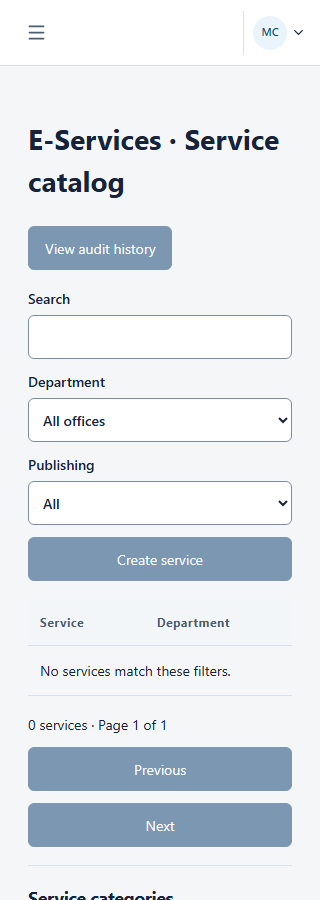 MC
E-Services · Service
catalog
View audit history
Search
Department
All offices
Publishing
All
Create service
Service Department
No services match these filters.
0 services · Page 1 of 1
Previous
Next
Service categories